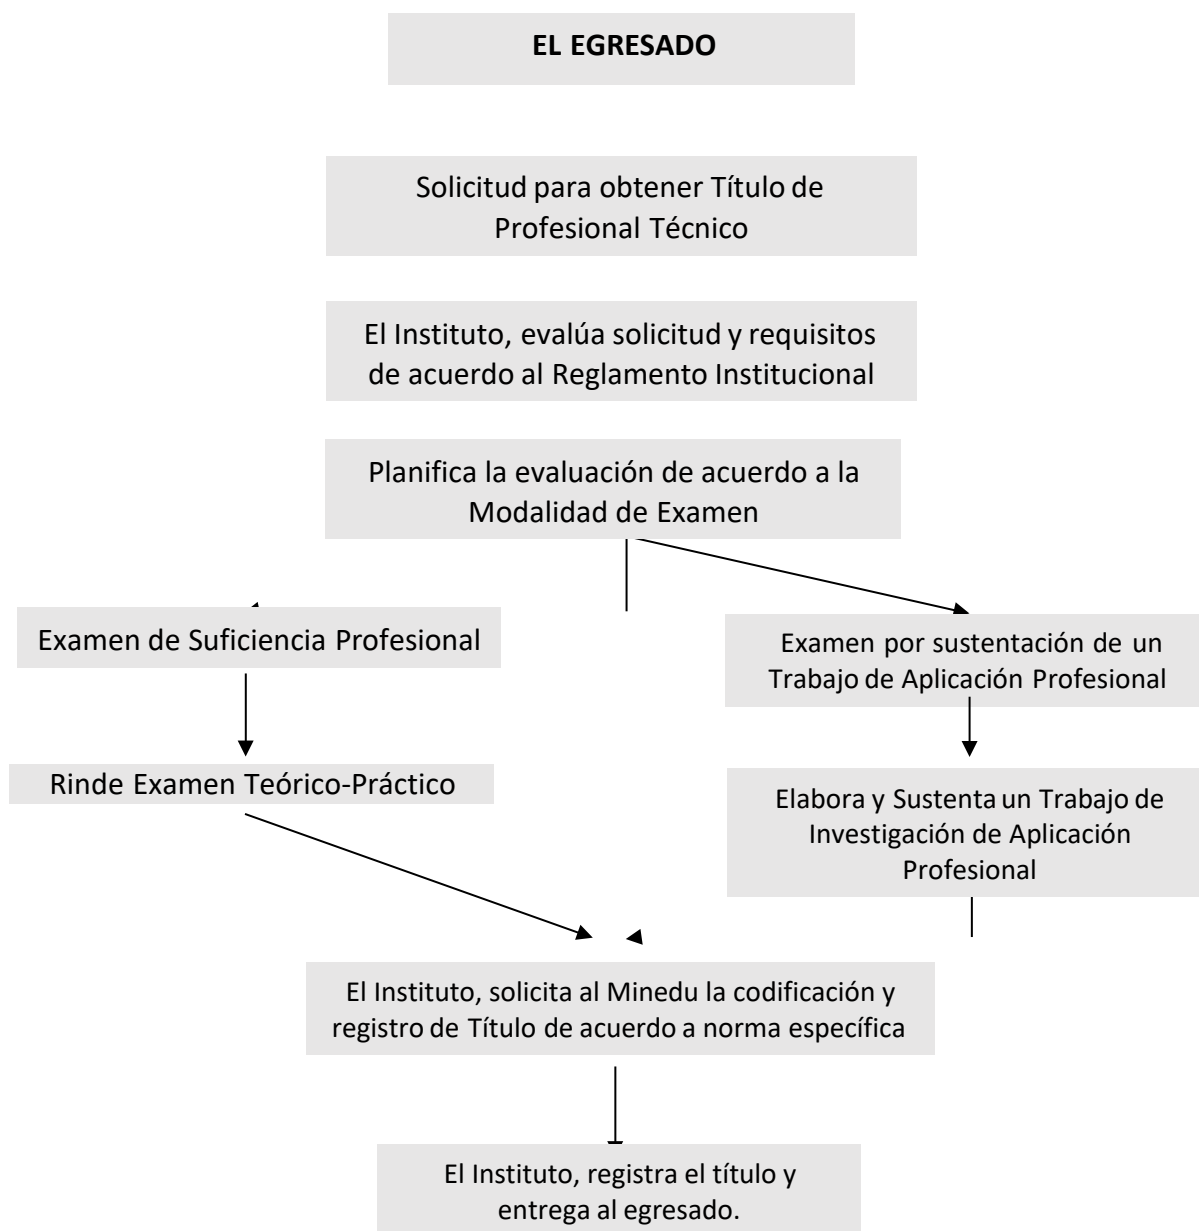 EL EGRESADO
Solicitud para obtener Título de
Profesional Técnico
El Instituto, evalúa solicitud y requisitos
de acuerdo al Reglamento Institucional
Planifica la evaluación de acuerdo a la
Modalidad de Examen
Examen de Suficiencia Profesional
Examen por sustentación de un
Trabajo de Aplicación Profesional
Rinde Examen Teórico-Práctico
Elabora y Sustenta un Trabajo de
Investigación de Aplicación
Profesional
El Instituto, solicita al Minedu la codificación y
registro de Título de acuerdo a norma específica
El Instituto, registra el título y
entrega al egresado.